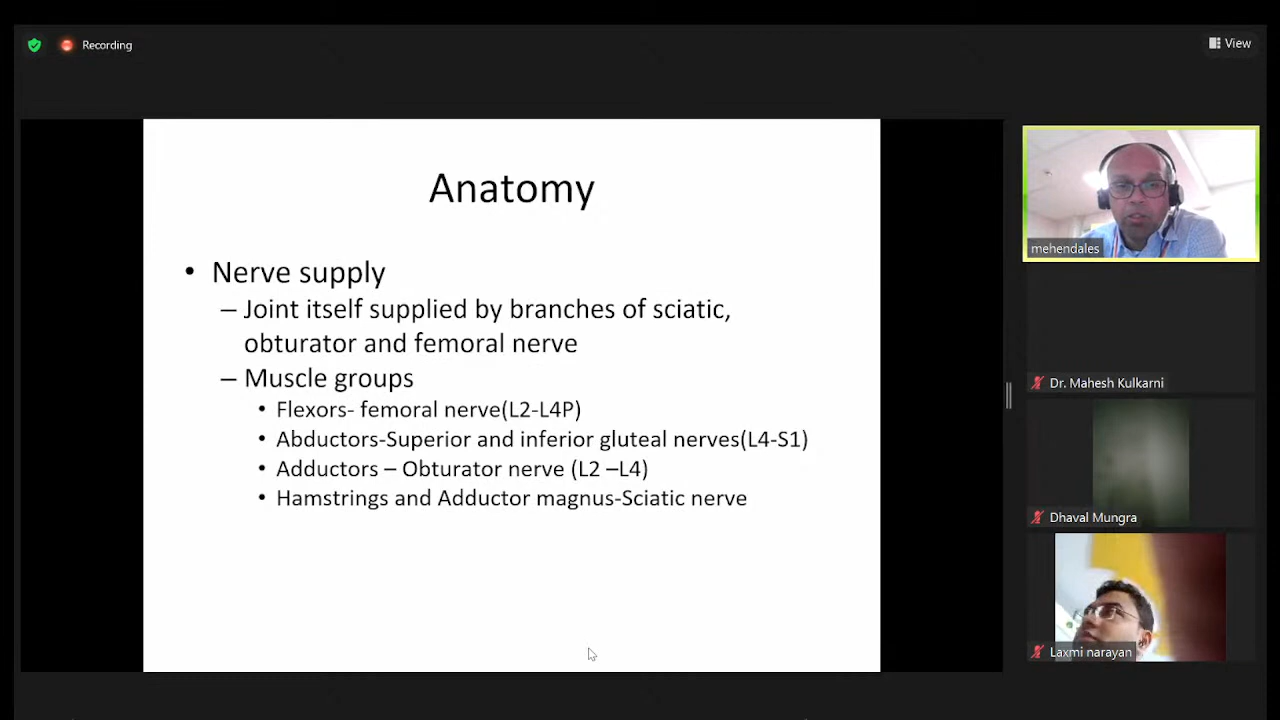 Recording
View
Anatomy
• Nerve supply
– Joint itself supplied by branches of sciatic,
obturator and femoral nerve
– Muscle groups
• Flexors- femoral nerve(L2-L4P)
• Abductors-Superior and inferior gluteal nerves(L4-S1)
• Adductors – Obturator nerve (L2 –L4)
• Hamstrings and Adductor magnus-Sciatic nerve
mehendales
Dr. Mahesh Kulkarni
Dhaval Mungra
Laxmi narayan